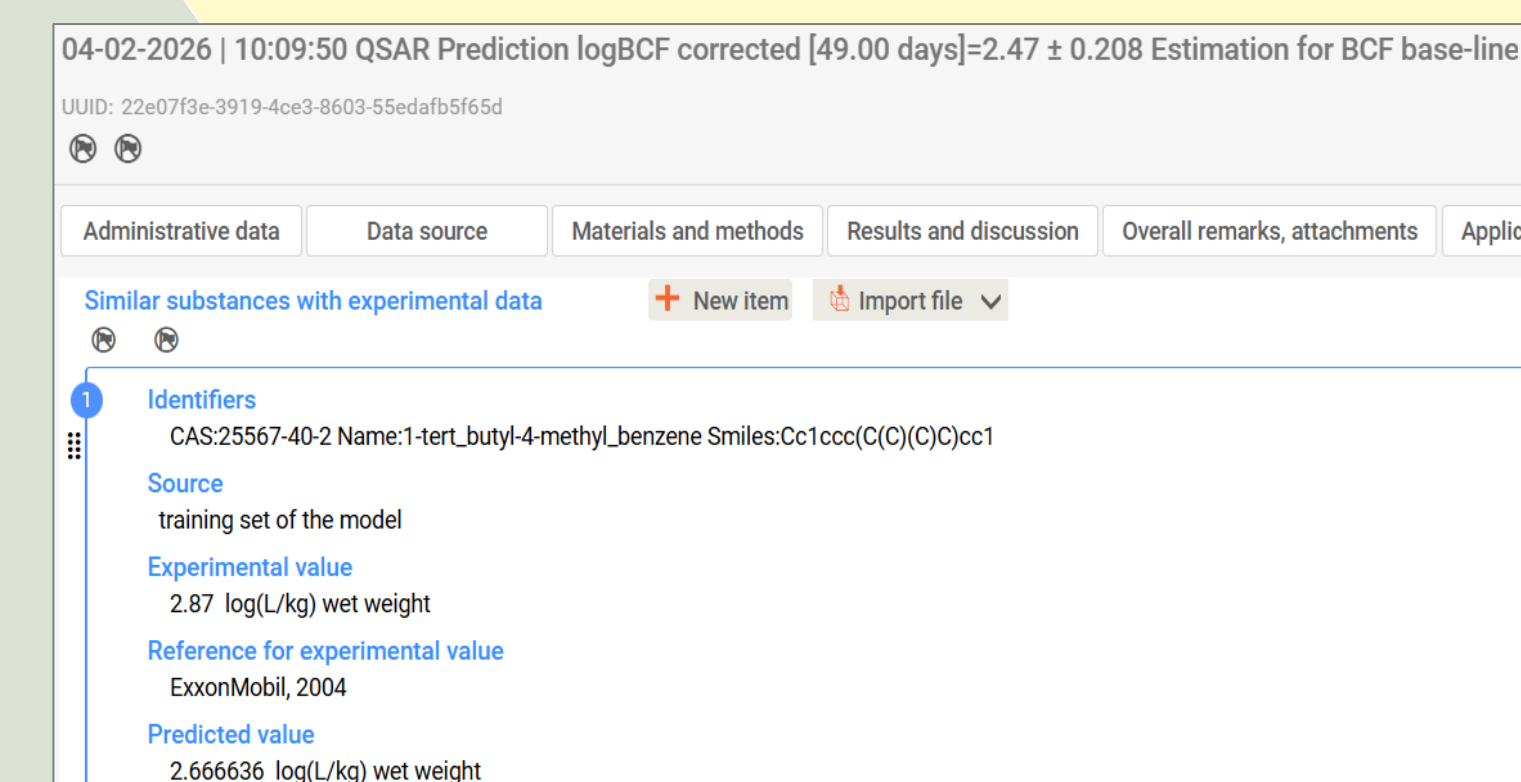 04-02-2026 | 10:09:50 QSAR Prediction logBCF corrected [49.00 days]=2.47 ± 0.208 Estimation for BCF base-line
UUID: 22e07f3e-3919-4ce3-8603-55edafb5f65d
Administrative data Data source Materials and methods Results and discussion Overall remarks, attachments
Similar substances with experimental data New item Import file
1 Identifiers
CAS:25567-40-2 Name:1-tert_butyl-4-methyl_benzene Smiles:Cc1ccc(C(C)(C)C)cc1
Source
training set of the model
Experimental value
2.87 log(L/kg) wet weight
Reference for experimental value
ExxonMobil, 2004
Predicted value
2.666636 log(L/kg) wet weight